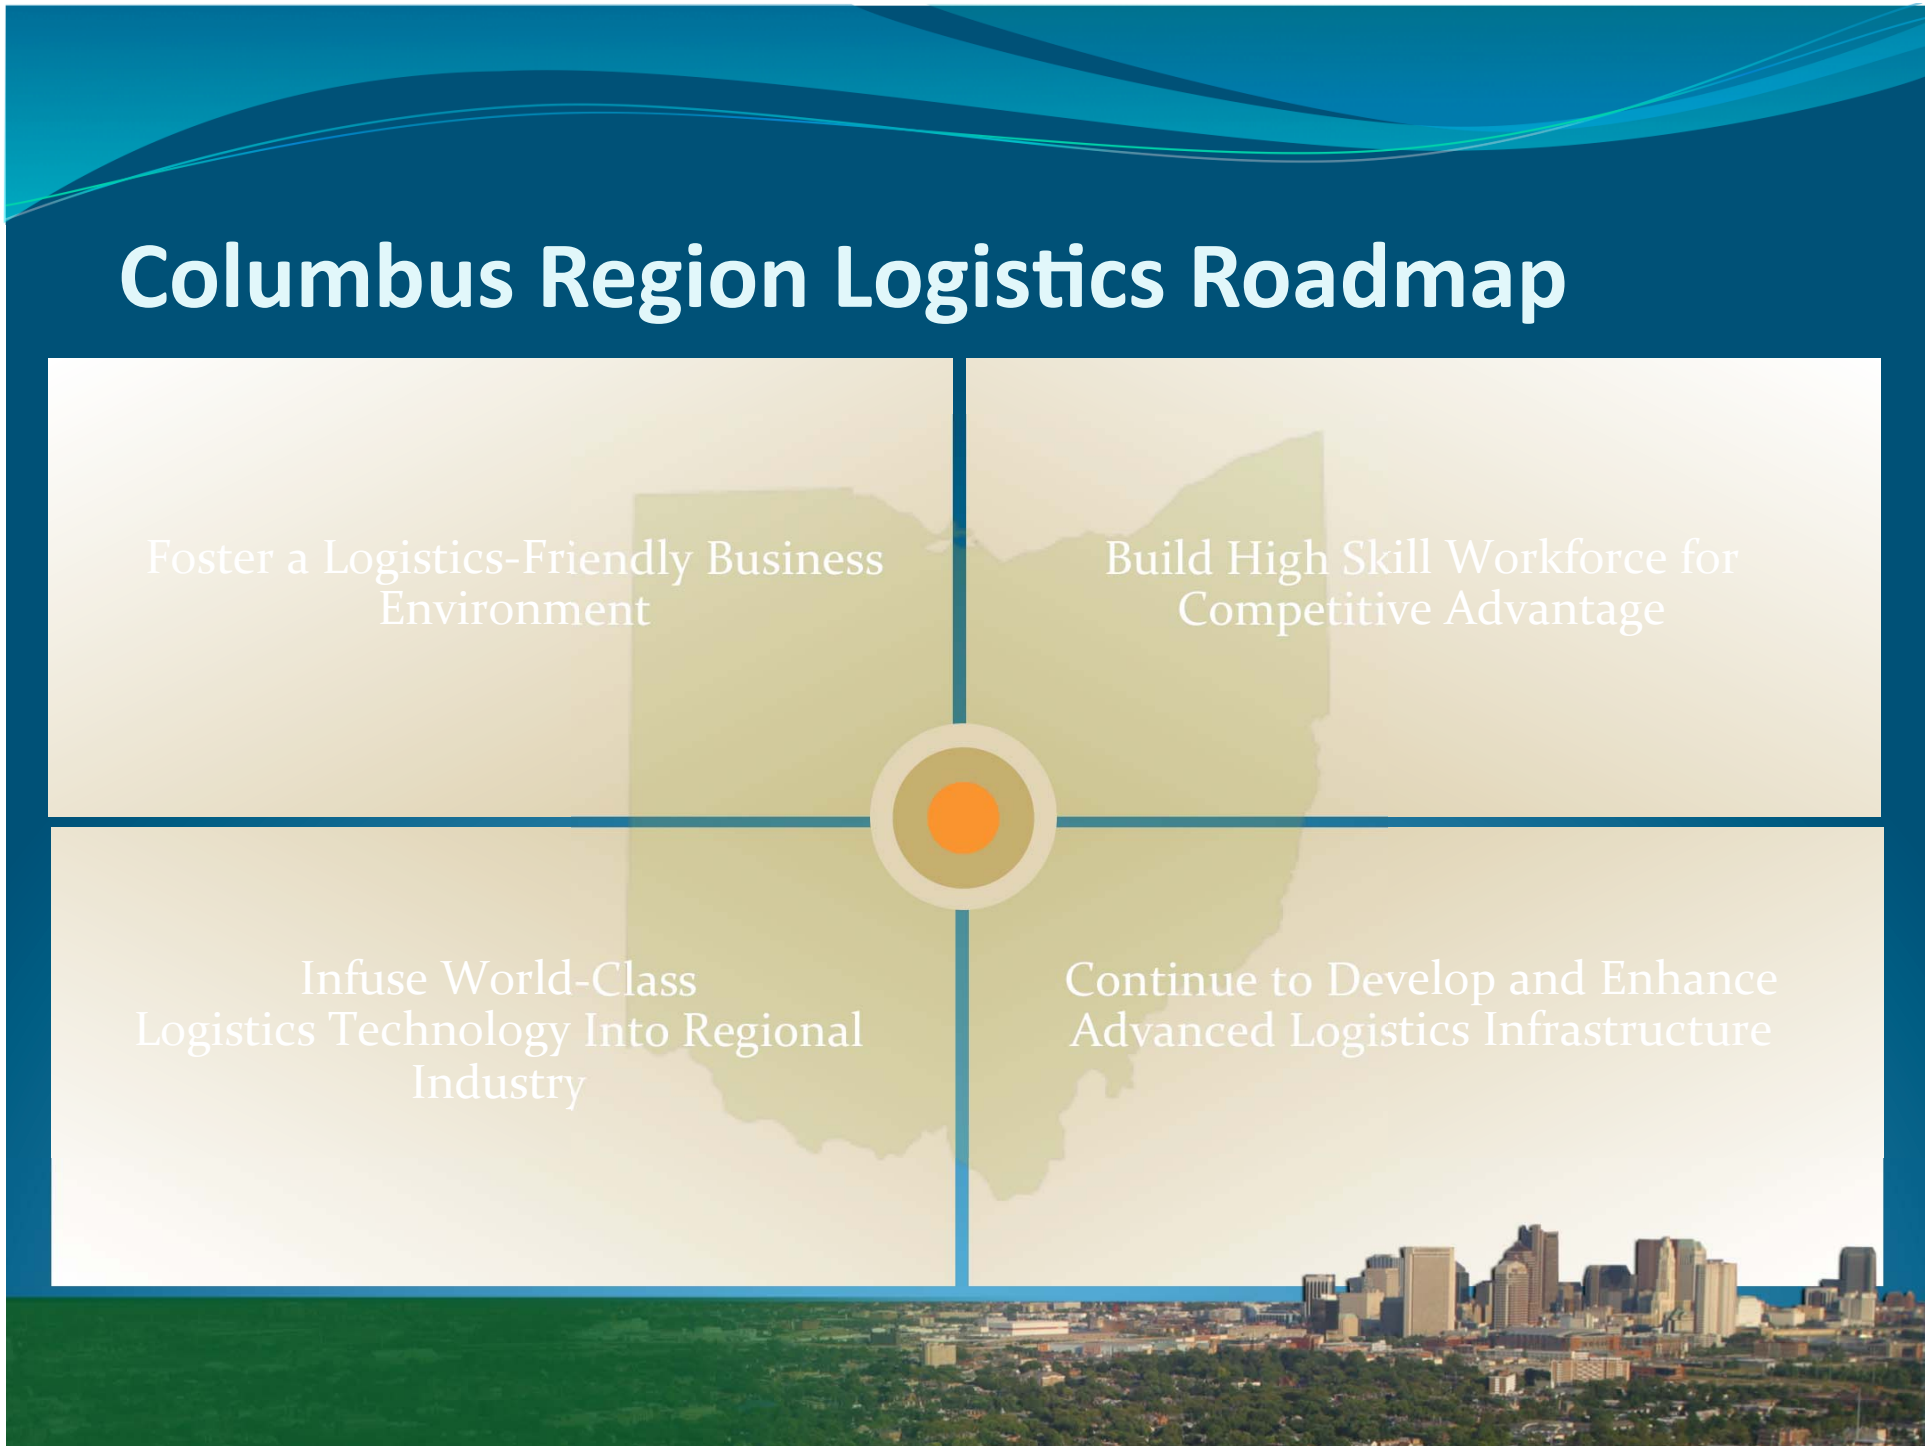 Columbus Region Logistics Roadmap
Foster a Logistics-Friendly Business
Environment
Build High Skill Workforce for
Competitive Advantage
Infuse World-Class
Logistics Technology Into Regional
Industry
Continue to Develop and Enhance
Advanced Logistics Infrastructure